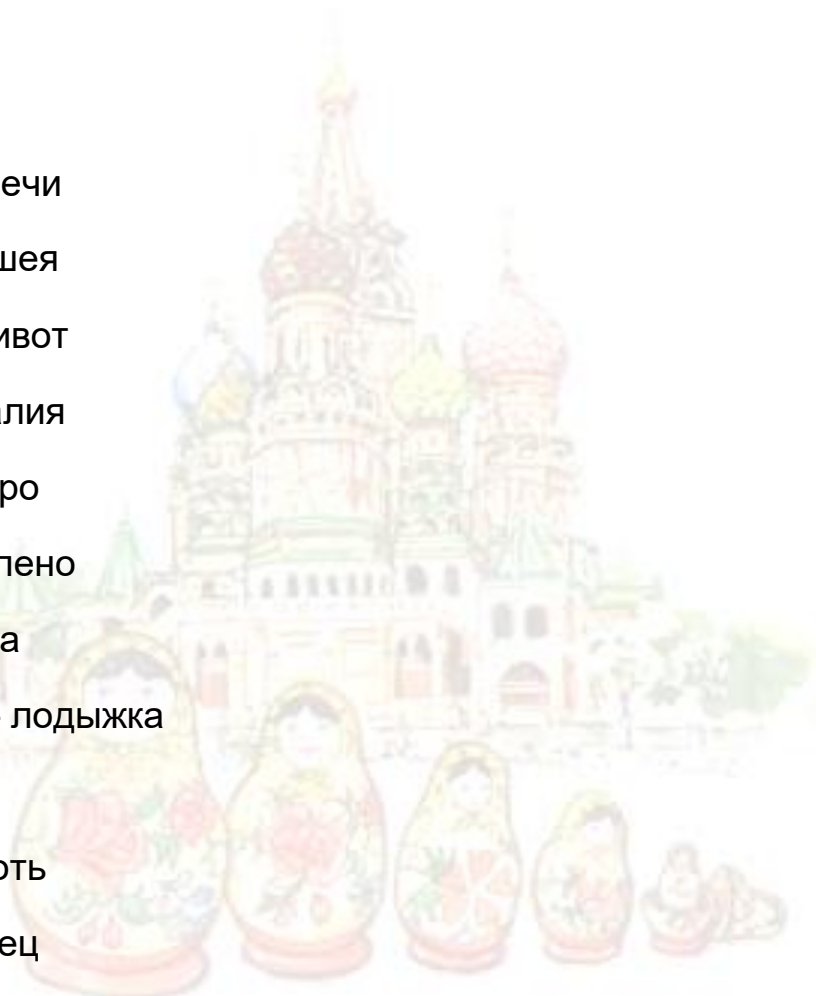 ечи
шея
ивот
алия
ро
лено
а
лодыжка
оть
ец